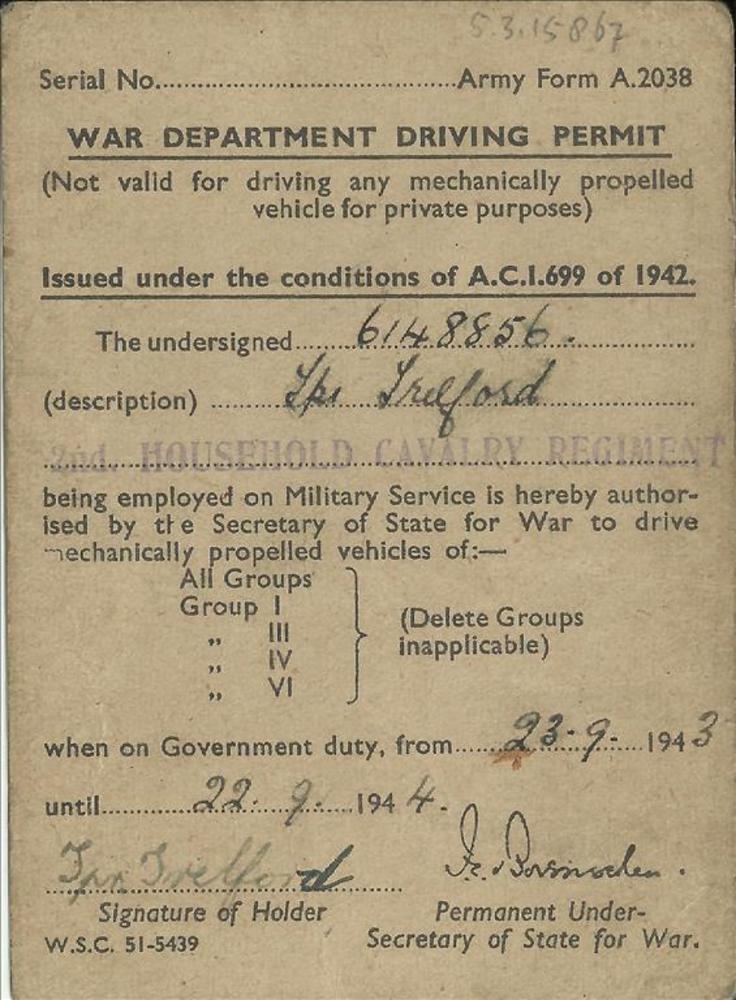 5.3.15867
Serial No.......................................Army Form A.2038
WAR DEPARTMENT DRIVING PERMIT
(Not valid for driving any mechanically propelled
vehicle for private purposes)
Issued under the conditions of A.C.I.699 of 1942.
The undersigned....... 6148856. .................
(description) .......... Tpr Trelford ....................
2nd. HOUSEHOLD CAVALRY REGIMENT
being employed on Military Service is hereby author-
ised by the Secretary of State for War to drive
mechanically propelled vehicles of:—
All Groups
Group I
„ III
„ IV
„ VI
(Delete Groups
inapplicable)
when on Government duty, from...... 23-9- ....1943
until............ 22. 9. .....1944.
Tpr Trelford
Signature of Holder
Permanent Under-
Secretary of State for War.
W.S.C. 51-5439